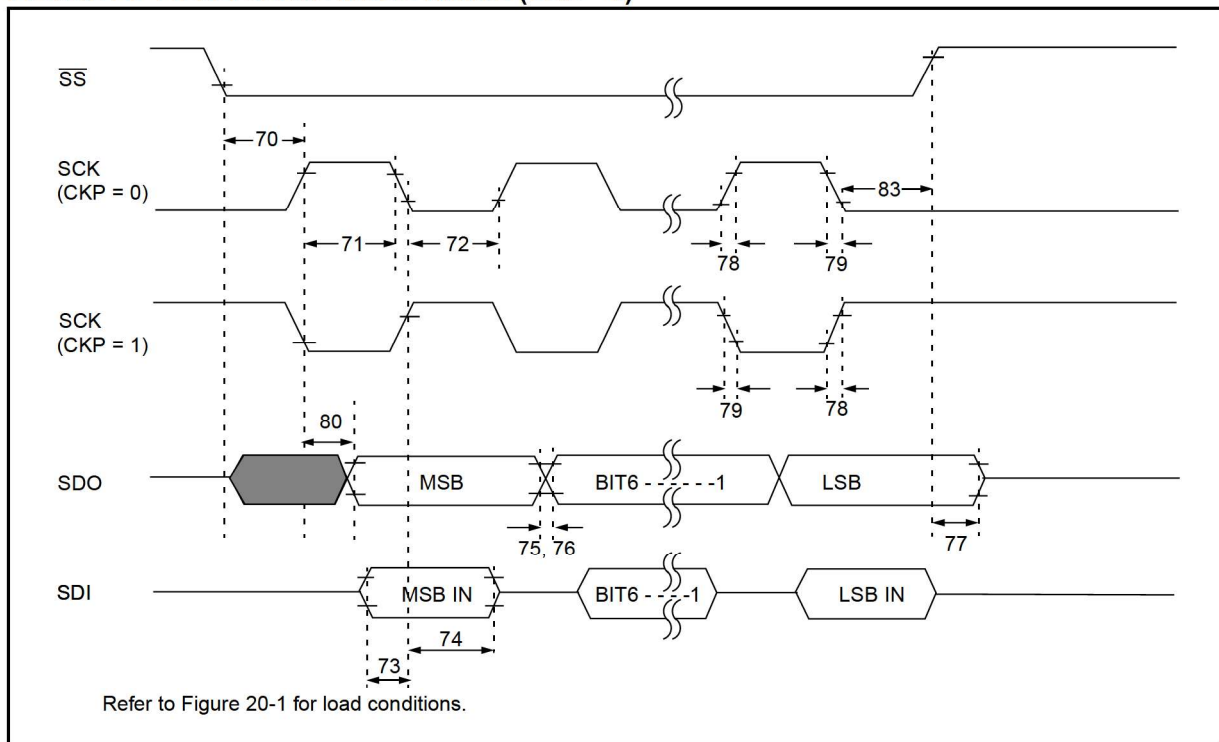 SS
70
SCK
(CKP = 0)
83
71
72
78
79
SCK
(CKP = 1)
79
78
80
SDO
MSB
BIT6 - - - - - -1
LSB
75, 76
77
SDI
MSB IN
BIT6 - - - -1
LSB IN
74
73
Refer to Figure 20-1 for load conditions.